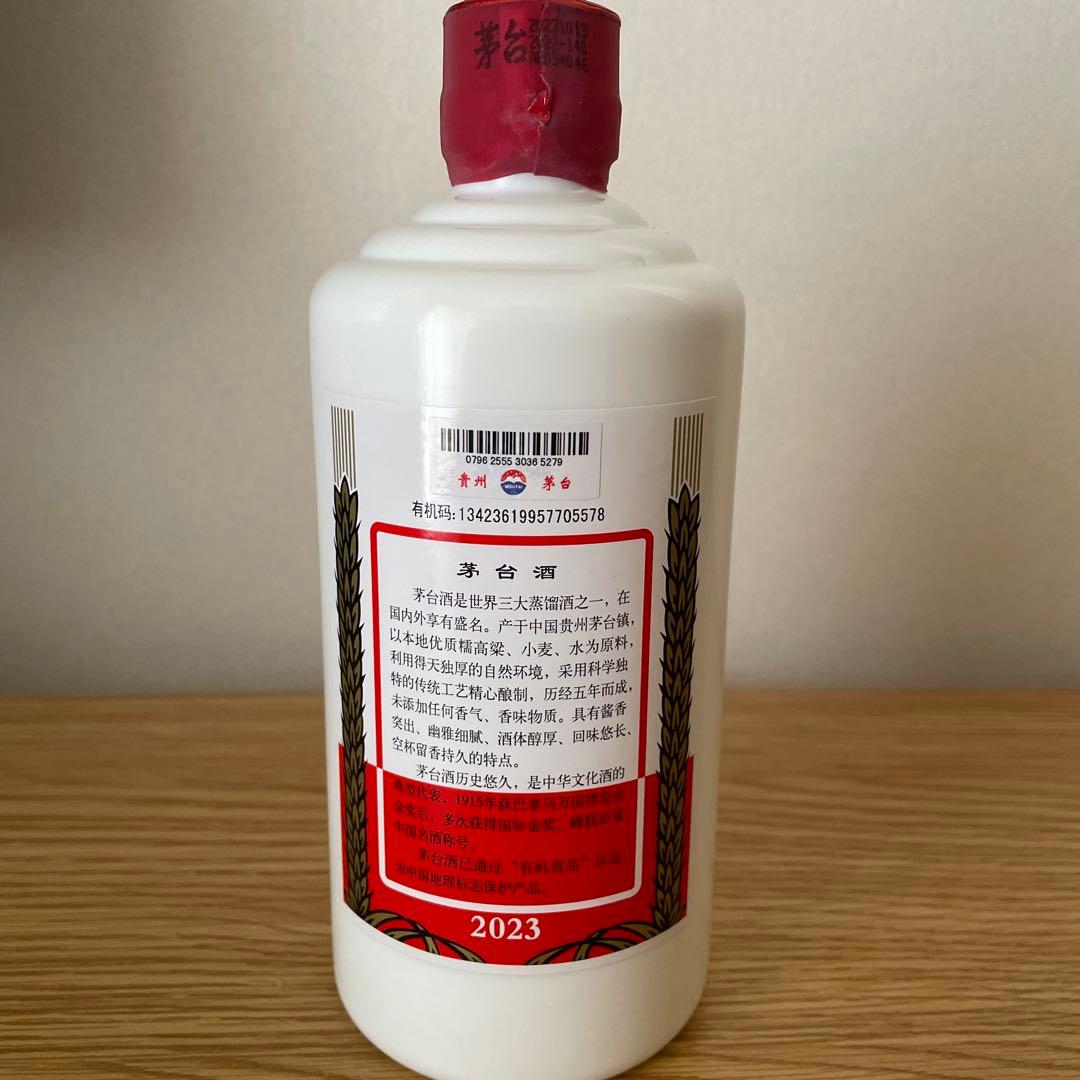 茅台
20231019
2022-140
094046
0796 2555 3036 5279
贵州 MOUTAI 茅台
有机码:13423619957705578
茅台酒
茅台酒是世界三大蒸馏酒之一，在
国内外享有盛名。产于中国贵州茅台镇，
以本地优质糯高粱、小麦、水为原料，
利用得天独厚的自然环境，采用科学独
特的传统工艺精心酿制，历经五年而成，
未添加任何香气、香味物质。具有酱香
突出、幽雅细腻、酒体醇厚、回味悠长、
空杯留香持久的特点。
茅台酒历史悠久，是中华文化酒的
典型代表。1915年获巴拿马万国博览会
金奖后，多次获得国际金奖，蝉联历届
中国名酒称号。
茅台酒已通过“有机食品”认证，
为中国地理标志保护产品。
2023